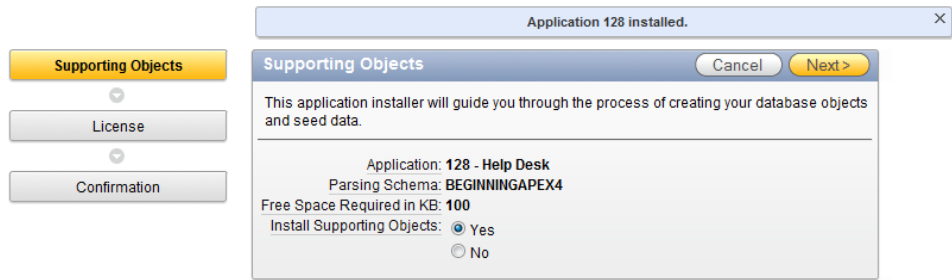 Application 128 installed.
X
Supporting Objects
License
Confirmation
Supporting Objects
Cancel
Next >
This application installer will guide you through the process of creating your database objects
and seed data.
Application: 128 - Help Desk
Parsing Schema: BEGINNINGAPEX4
Free Space Required in KB: 100
Install Supporting Objects: Yes
No